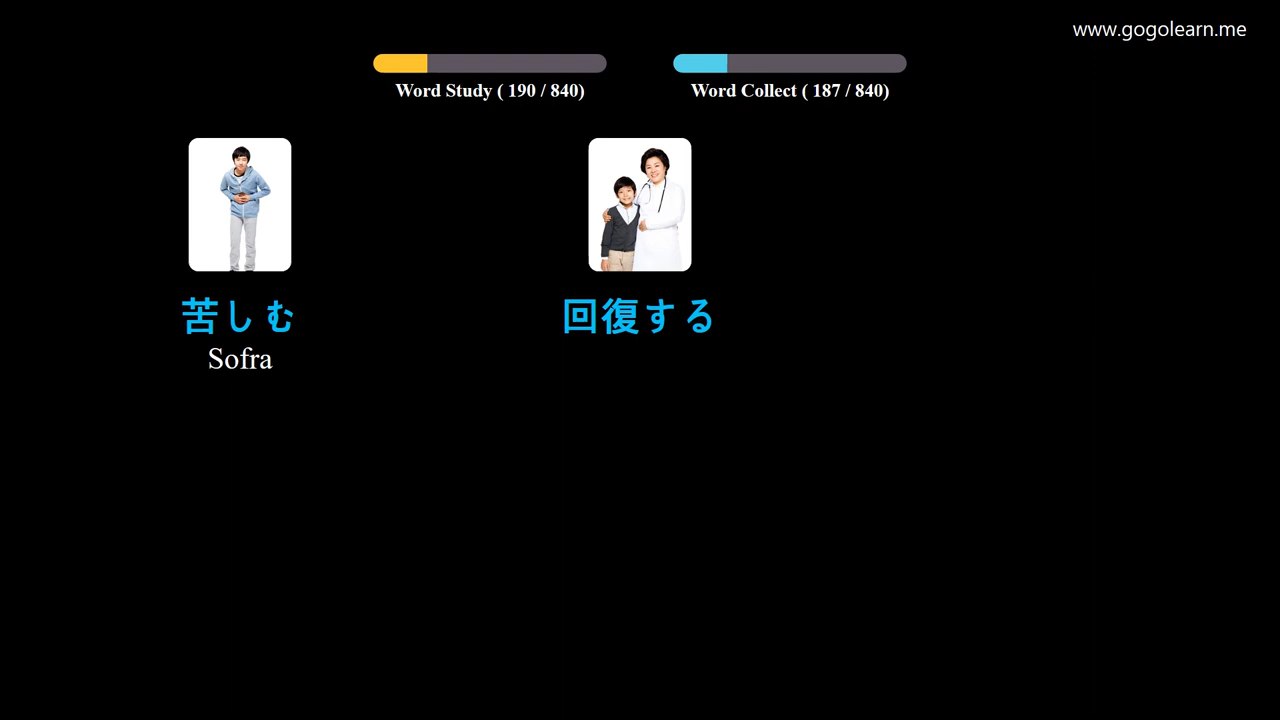 www.gogolearn.me
Word Study ( 190 / 840)
Word Collect ( 187 / 840)
苦しむ
Sofra
回復する